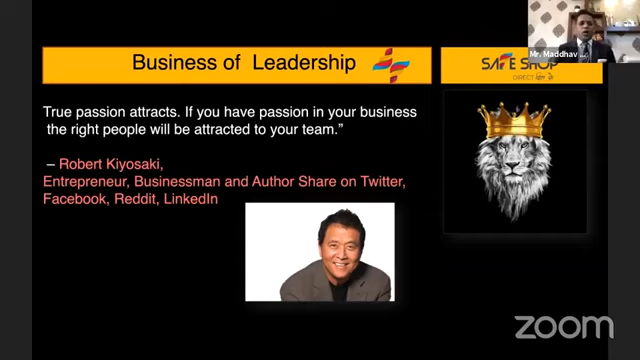 Business of Leadership
SAFE SHOP
DIRECT
Mr. Maddhav
True passion attracts. If you have passion in your business
the right people will be attracted to your team.”
– Robert Kiyosaki,
Entrepreneur, Businessman and Author Share on Twitter,
Facebook, Reddit, LinkedIn
zoom